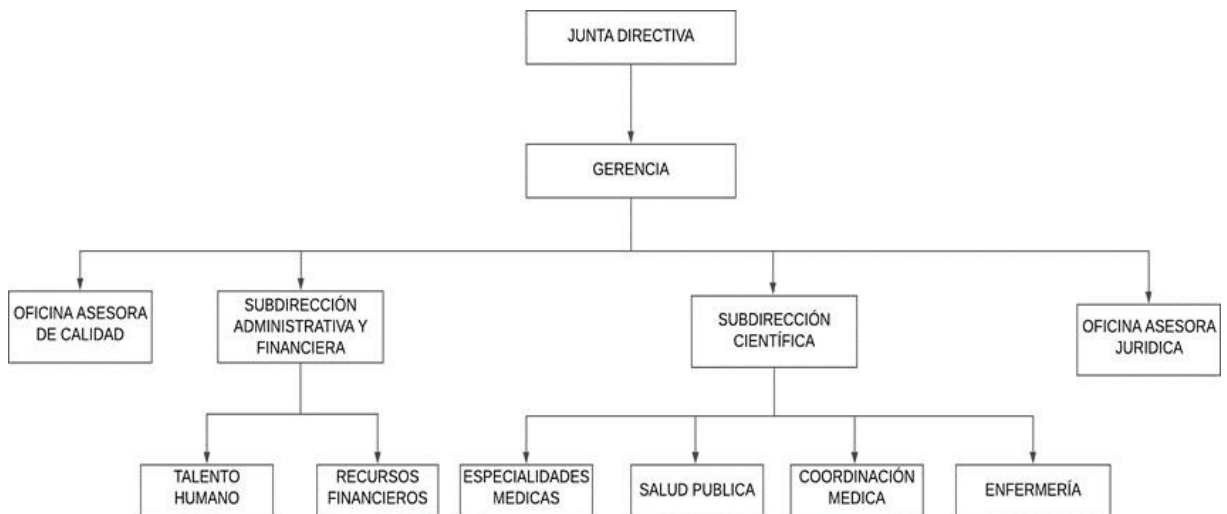 JUNTA DIRECTIVA
GERENCIA
OFICINA ASESORA
DE CALIDAD
SUBDIRECCIÓN
ADMINISTRATIVA Y
FINANCIERA
SUBDIRECCIÓN
CIENTÍFICA
OFICINA ASESORA
JURIDICA
TALENTO
HUMANO
RECURSOS
FINANCIEROS
ESPECIALIDADES
MEDICAS
SALUD PUBLICA
COORDINACIÓN
MEDICA
ENFERMERÍA